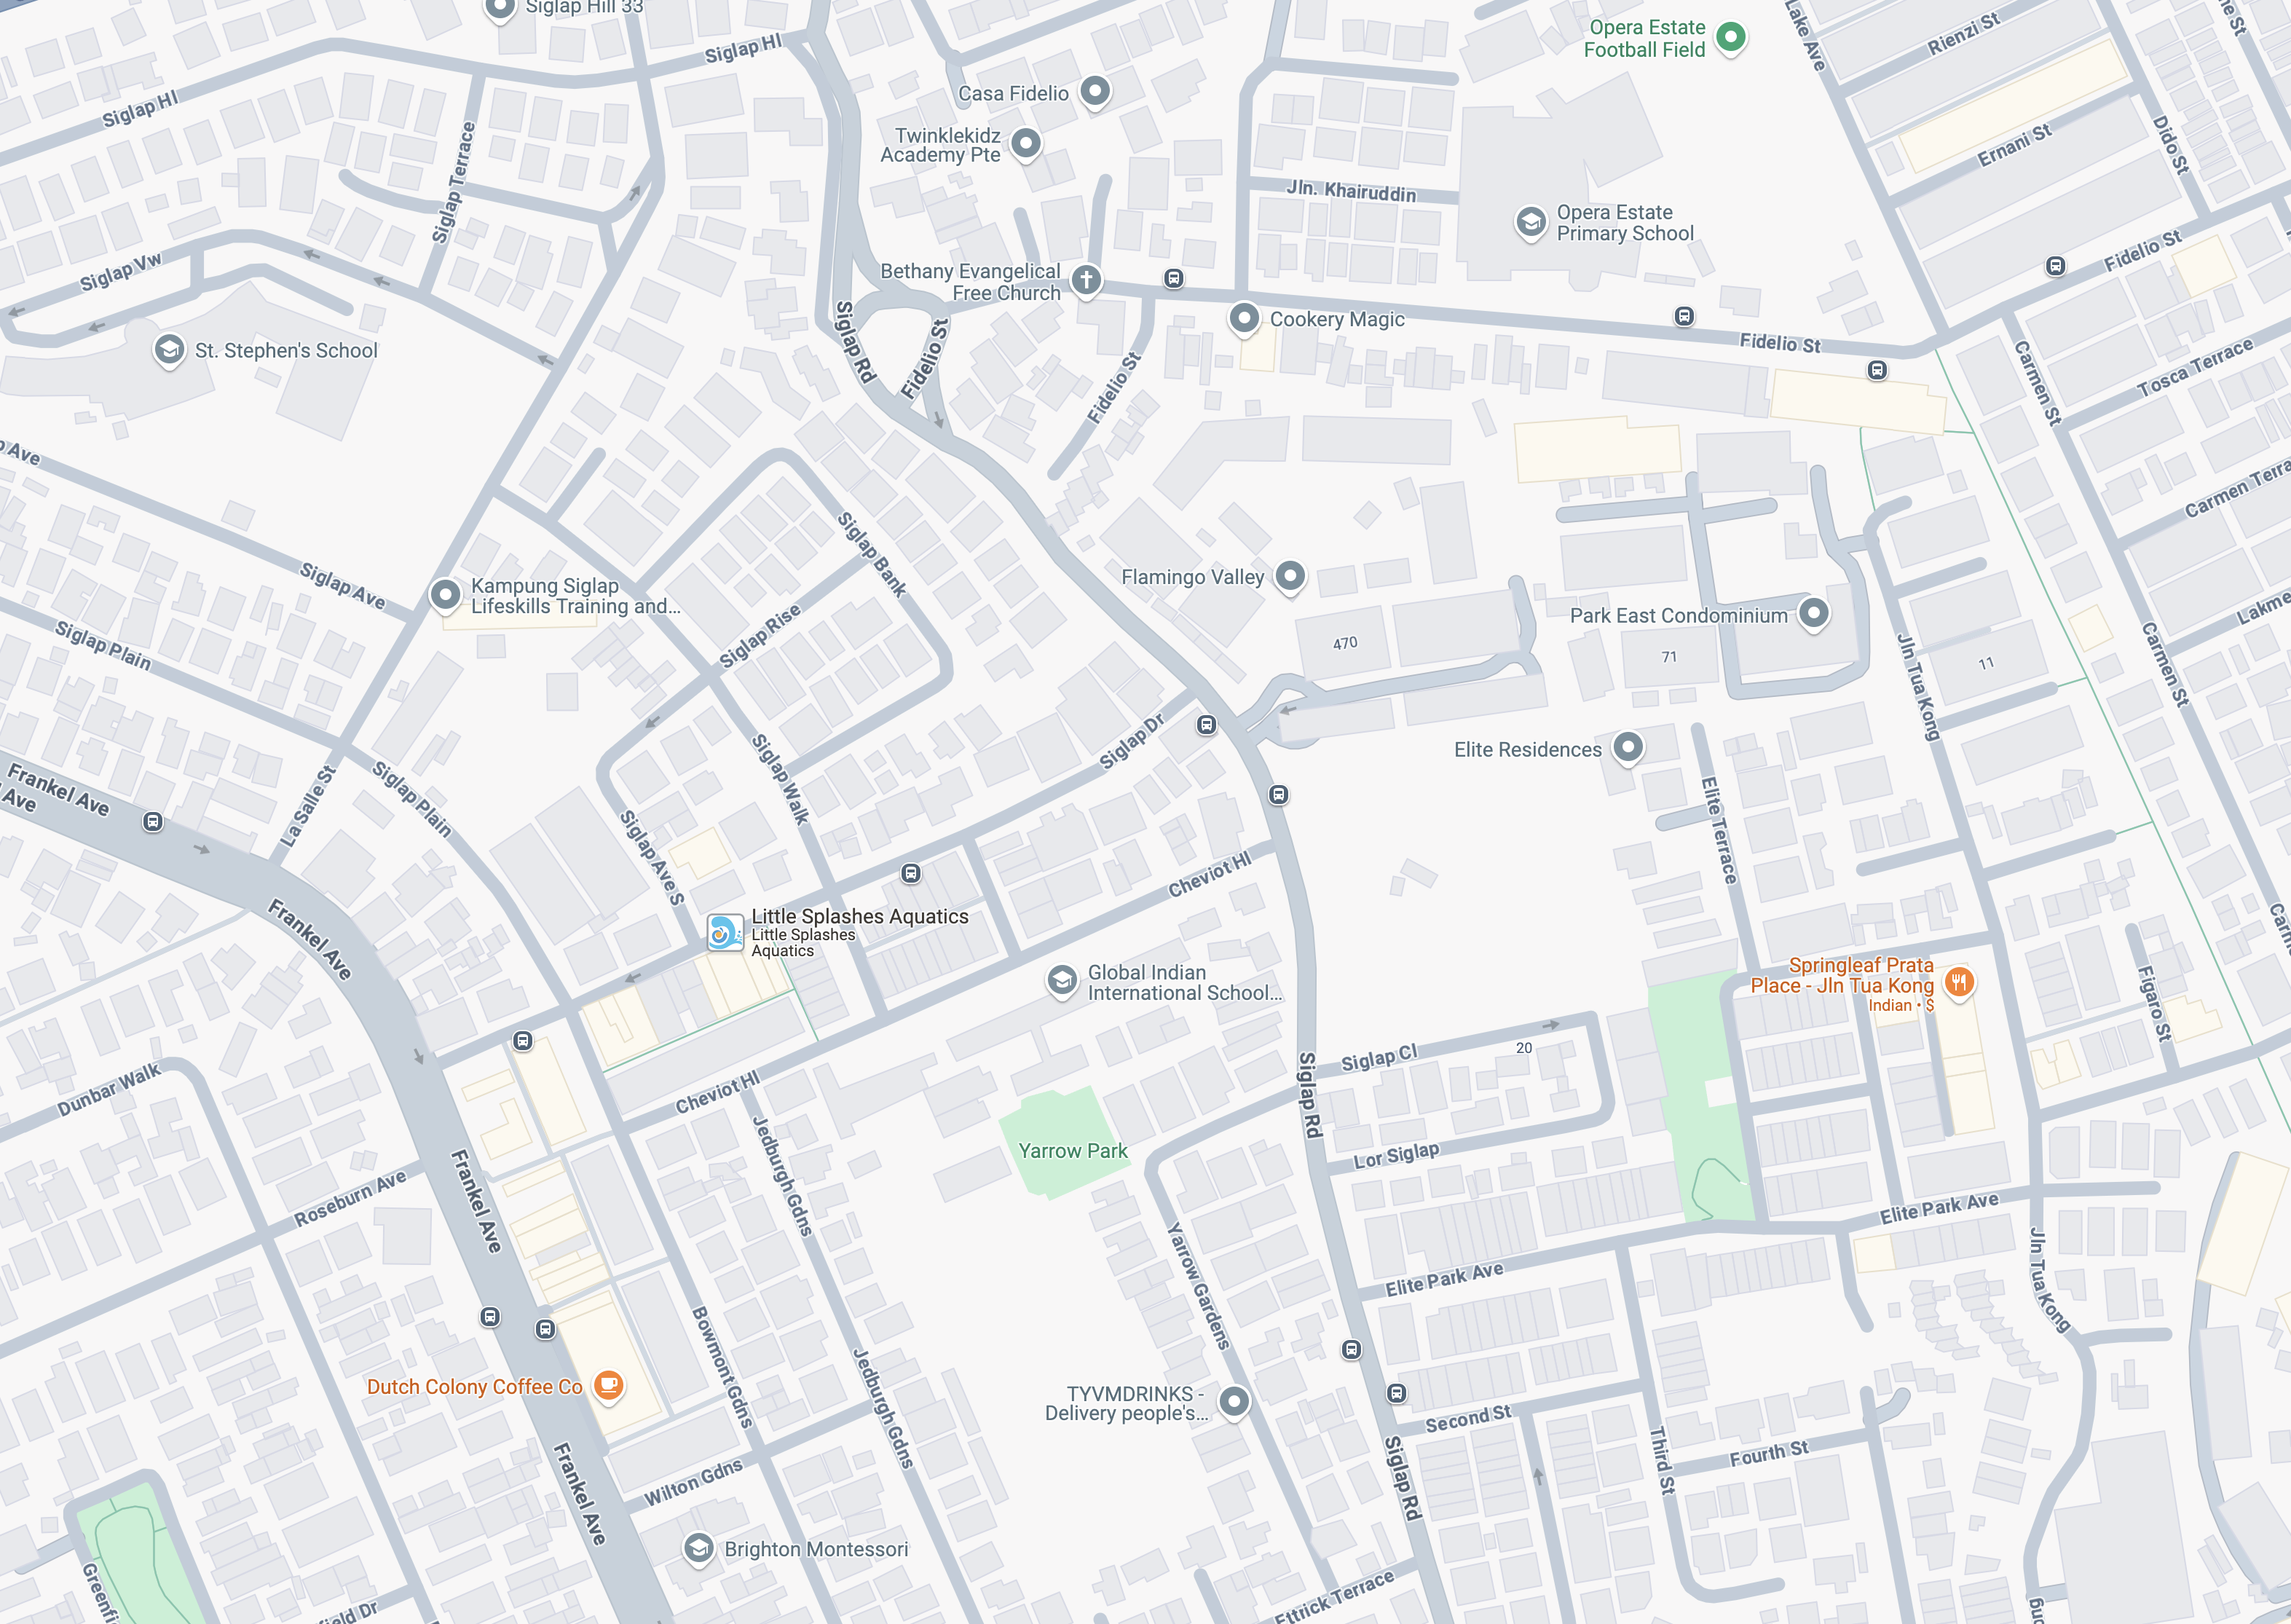 Siglap Hill 33
Siglap Hl
Siglap Hl
Casa Fidelio
Twinklekidz
Academy Pte
Opera Estate
Football Field
Lake Ave
Rienzi St
Ernani St
Dido St
Siglap Terrace
Jln. Khairuddin
Opera Estate
Primary School
Siglap Vw
Bethany Evangelical
Free Church
Siglap Rd
Fidelio St
Cookery Magic
Fidelio St
Fidelio St
Fidelio St
St. Stephen's School
Carmen St
Tosca Terrace
Siglap Ave
Carmen Terra
Siglap Bank
Kampung Siglap
Lifeskills Training and...
Siglap Plain
Siglap Rise
Flamingo Valley
470
Park East Condominium
71
Jln Tua Kong
11
Lakme
Carmen St
Siglap Dr
Siglap Walk
Elite Residences
Elite Terrace
Frankel Ave
Ave
La Salle St
Siglap Plain
Siglap Ave S
Cheviot Hl
Frankel Ave
Little Splashes Aquatics
Little Splashes
Aquatics
Global Indian
International School...
Springleaf Prata
Place - Jln Tua Kong
Indian • $
Figaro St
Siglap Cl
20
Siglap Rd
Dunbar Walk
Cheviot Hl
Jedburgh Gdns
Yarrow Park
Lor Siglap
Roseburn Ave
Frankel Ave
Elite Park Ave
Elite Park Ave
Jln Tua Kong
Yarrow Gardens
Bowmont Gdns
Jedburgh Gdns
Dutch Colony Coffee Co
TYVMDRINKS -
Delivery people's...
Second St
Third St
Fourth St
Siglap Rd
Frankel Ave
Wilton Gdns
Brighton Montessori
Ettrick Terrace